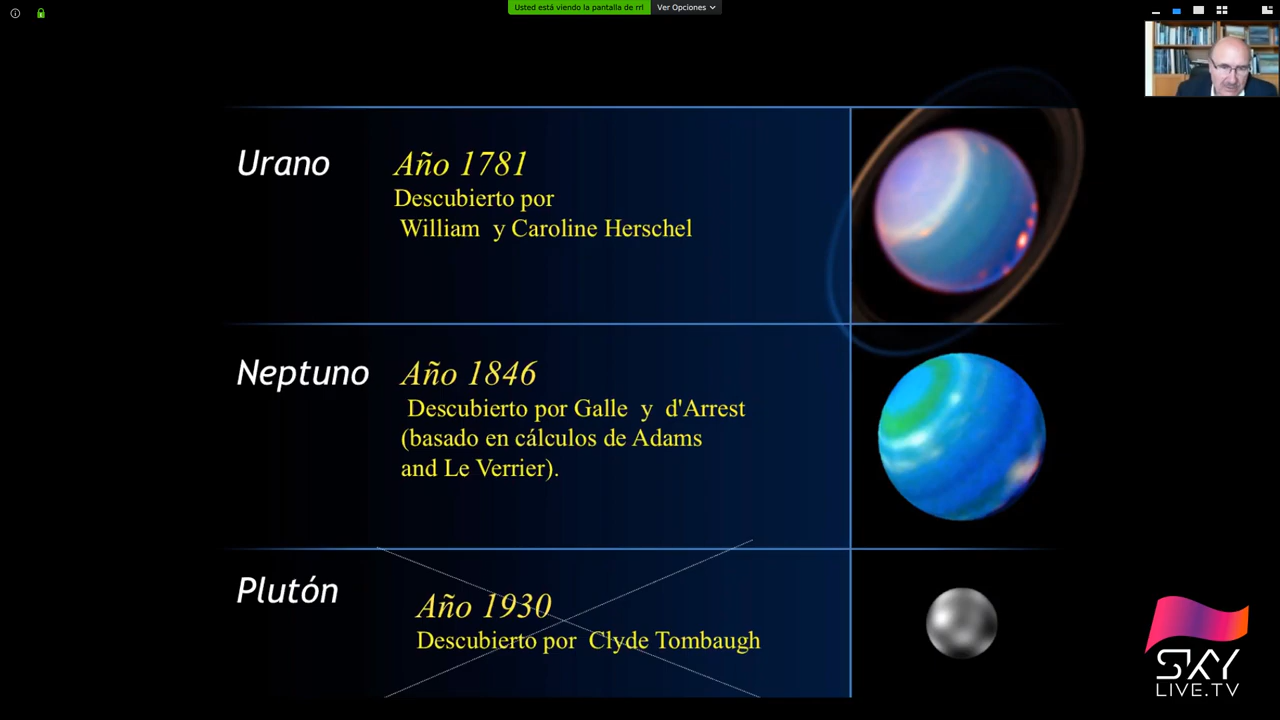 Usted está viendo la pantalla de rrl
Ver Opciones
Urano
Año 1781
Descubierto por
William y Caroline Herschel
Neptuno
Año 1846
Descubierto por Galle y d'Arrest
(basado en cálculos de Adams
and Le Verrier).
Plutón
Año 1930
Descubierto por Clyde Tombaugh
SKY
LIVE.TV